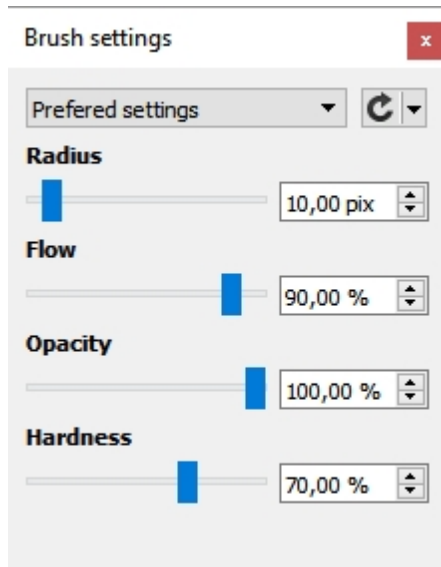 Brush settings
x
Prefered settings
Radius
10,00 pix
Flow
90,00 %
Opacity
100,00 %
Hardness
70,00 %